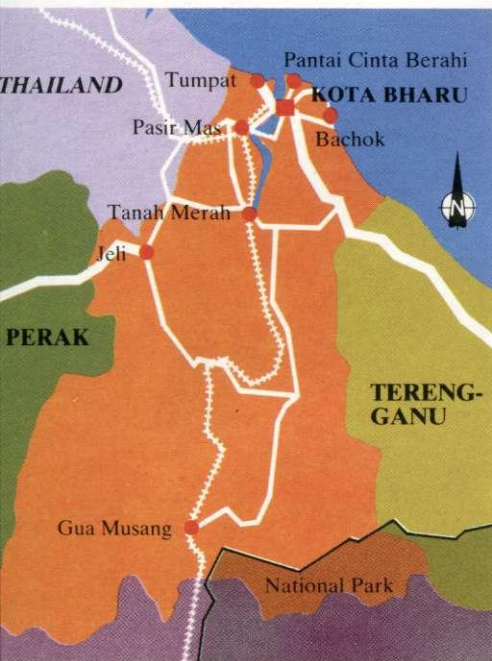 Pantai Cinta Berahi
THAILAND
Tumpat
KOTA BHARU
Pasir Mas
Bachok
N
Tanah Merah
Jeli
PERAK
TERENG-
GANU
Gua Musang
National Park